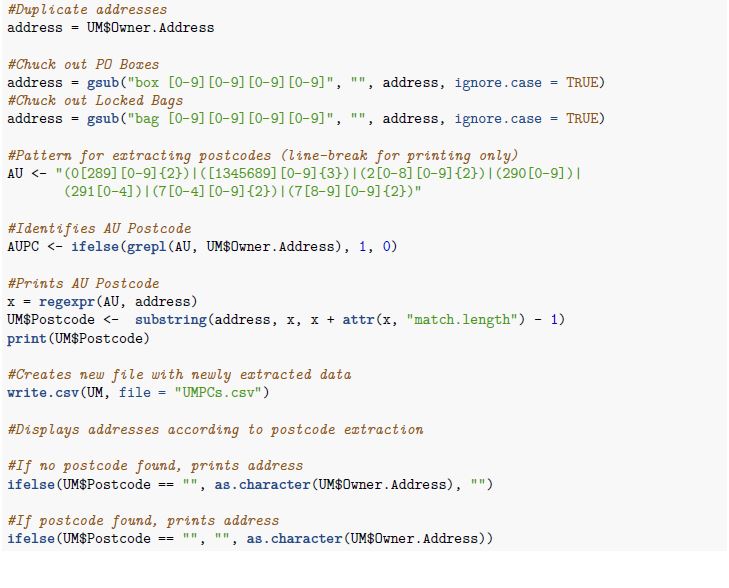 #Duplicate addresses
address = UM$Owner.Address
#Chuck out PO Boxes
address = gsub("box [0-9][0-9][0-9][0-9]", "", address, ignore.case = TRUE)
#Chuck out Locked Bags
address = gsub("bag [0-9][0-9][0-9][0-9]", "", address, ignore.case = TRUE)
#Pattern for extracting postcodes (line-break for printing only)
AU <- "(0[289][0-9]{2})|([1345689][0-9]{3})|(2[0-8][0-9]{2})|(290[0-9])|
(291[0-4])|(7[0-4][0-9]{2})|(7[8-9][0-9]{2})"
#Identifies AU Postcode
AUPC <- ifelse(grepl(AU, UM$Owner.Address), 1, 0)
#Prints AU Postcode
x = regexpr(AU, address)
UM$Postcode <- substring(address, x, x + attr(x, "match.length") - 1)
print(UM$Postcode)
#Creates new file with newly extracted data
write.csv(UM, file = "UMPCs.csv")
#Displays addresses according to postcode extraction
#If no postcode found, prints address
ifelse(UM$Postcode == "", as.character(UM$Owner.Address), "")
#If postcode found, prints address
ifelse(UM$Postcode == "", "", as.character(UM$Owner.Address))